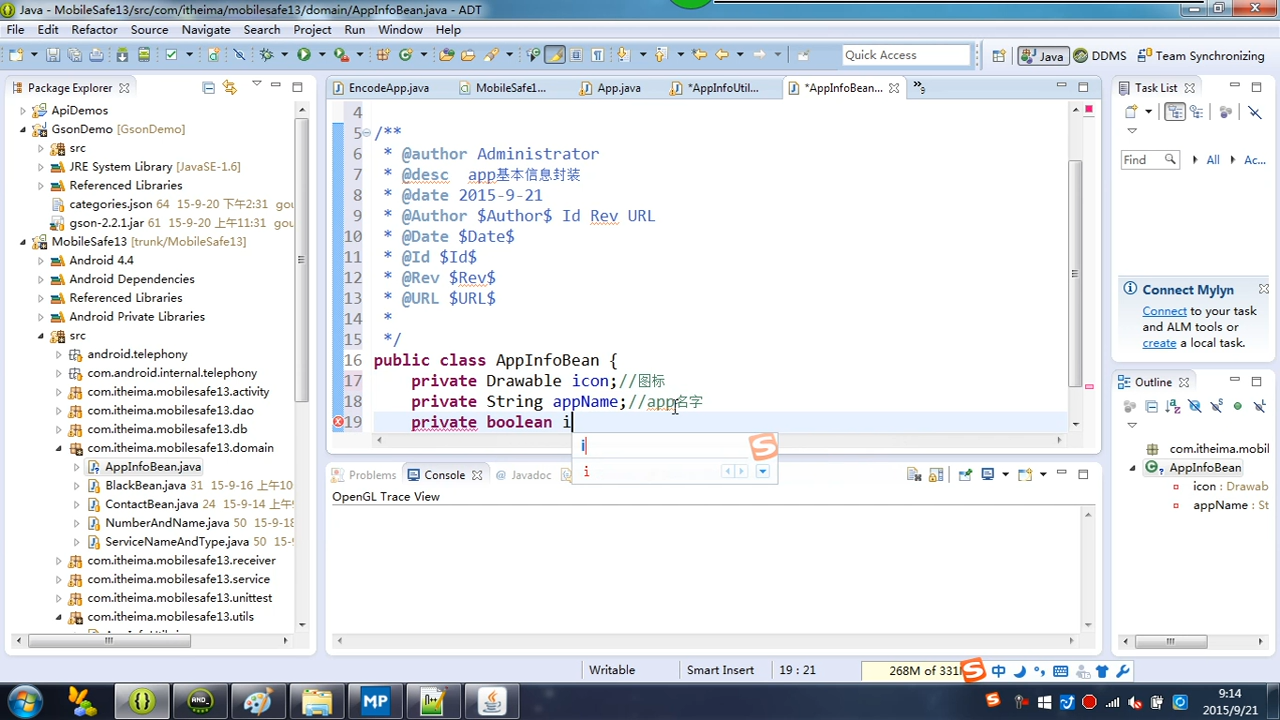 Java - MobileSafe13/src/com/itheima/mobilesafe13/domain/AppInfoBean.java - ADT
File Edit Refactor Source Navigate Search Project Run Window Help
Quick Access
Java
DDMS
Team Synchronizing
Package Explorer
EncodeApp.java
MobileSafe1...
App.java
*AppInfoUtil...
*AppInfoBean...
»9
Task List
ApiDemos
GsonDemo [GsonDemo]
src
JRE System Library [JavaSE-1.6]
Referenced Libraries
categories.json 64 15-9-20 下午2:31 gou
gson-2.2.1.jar 61 15-9-20 上午11:31
MobileSafe13 [trunk/MobileSafe13]
Android 4.4
Android Dependencies
Referenced Libraries
Android Private Libraries
src
android.telephony
com.android.internal.telephony
com.itheima.mobilesafe13.activity
com.itheima.mobilesafe13.dao
com.itheima.mobilesafe13.db
com.itheima.mobilesafe13.domain
AppInfoBean.java
BlackBean.java 31 15-9-16 上午10
ContactBean.java 24 15-9-14 上午
NumberAndName.java 50 15-9-18
ServiceNameAndType.java 50
com.itheima.mobilesafe13.receiver
com.itheima.mobilesafe13.service
com.itheima.mobilesafe13.unittest
com.itheima.mobilesafe13.utils
4
5 /**
6 * @author Administrator
7 * @desc app基本信息封装
8 * @date 2015-9-21
9 * @Author $Author$ Id Rev URL
10 * @Date $Date$
11 * @Id $Id$
12 * @Rev $Rev$
13 * @URL $URL$
14 *
15 */
16 public class AppInfoBean {
17 private Drawable icon;//图标
18 private String appName;//app名字
19 private boolean i
i
i
Find
All
Ac...
Connect Mylyn
Connect to your task
and ALM tools or
create a local task.
Outline
com.itheima.mobilesafe
AppInfoBean
icon : Drawab
appName : St
Problems
Console
Javadoc
OpenGL Trace View
Writable
Smart Insert
19 : 21
268M of 331M
中
AND_
MP
9:14
2015/9/21